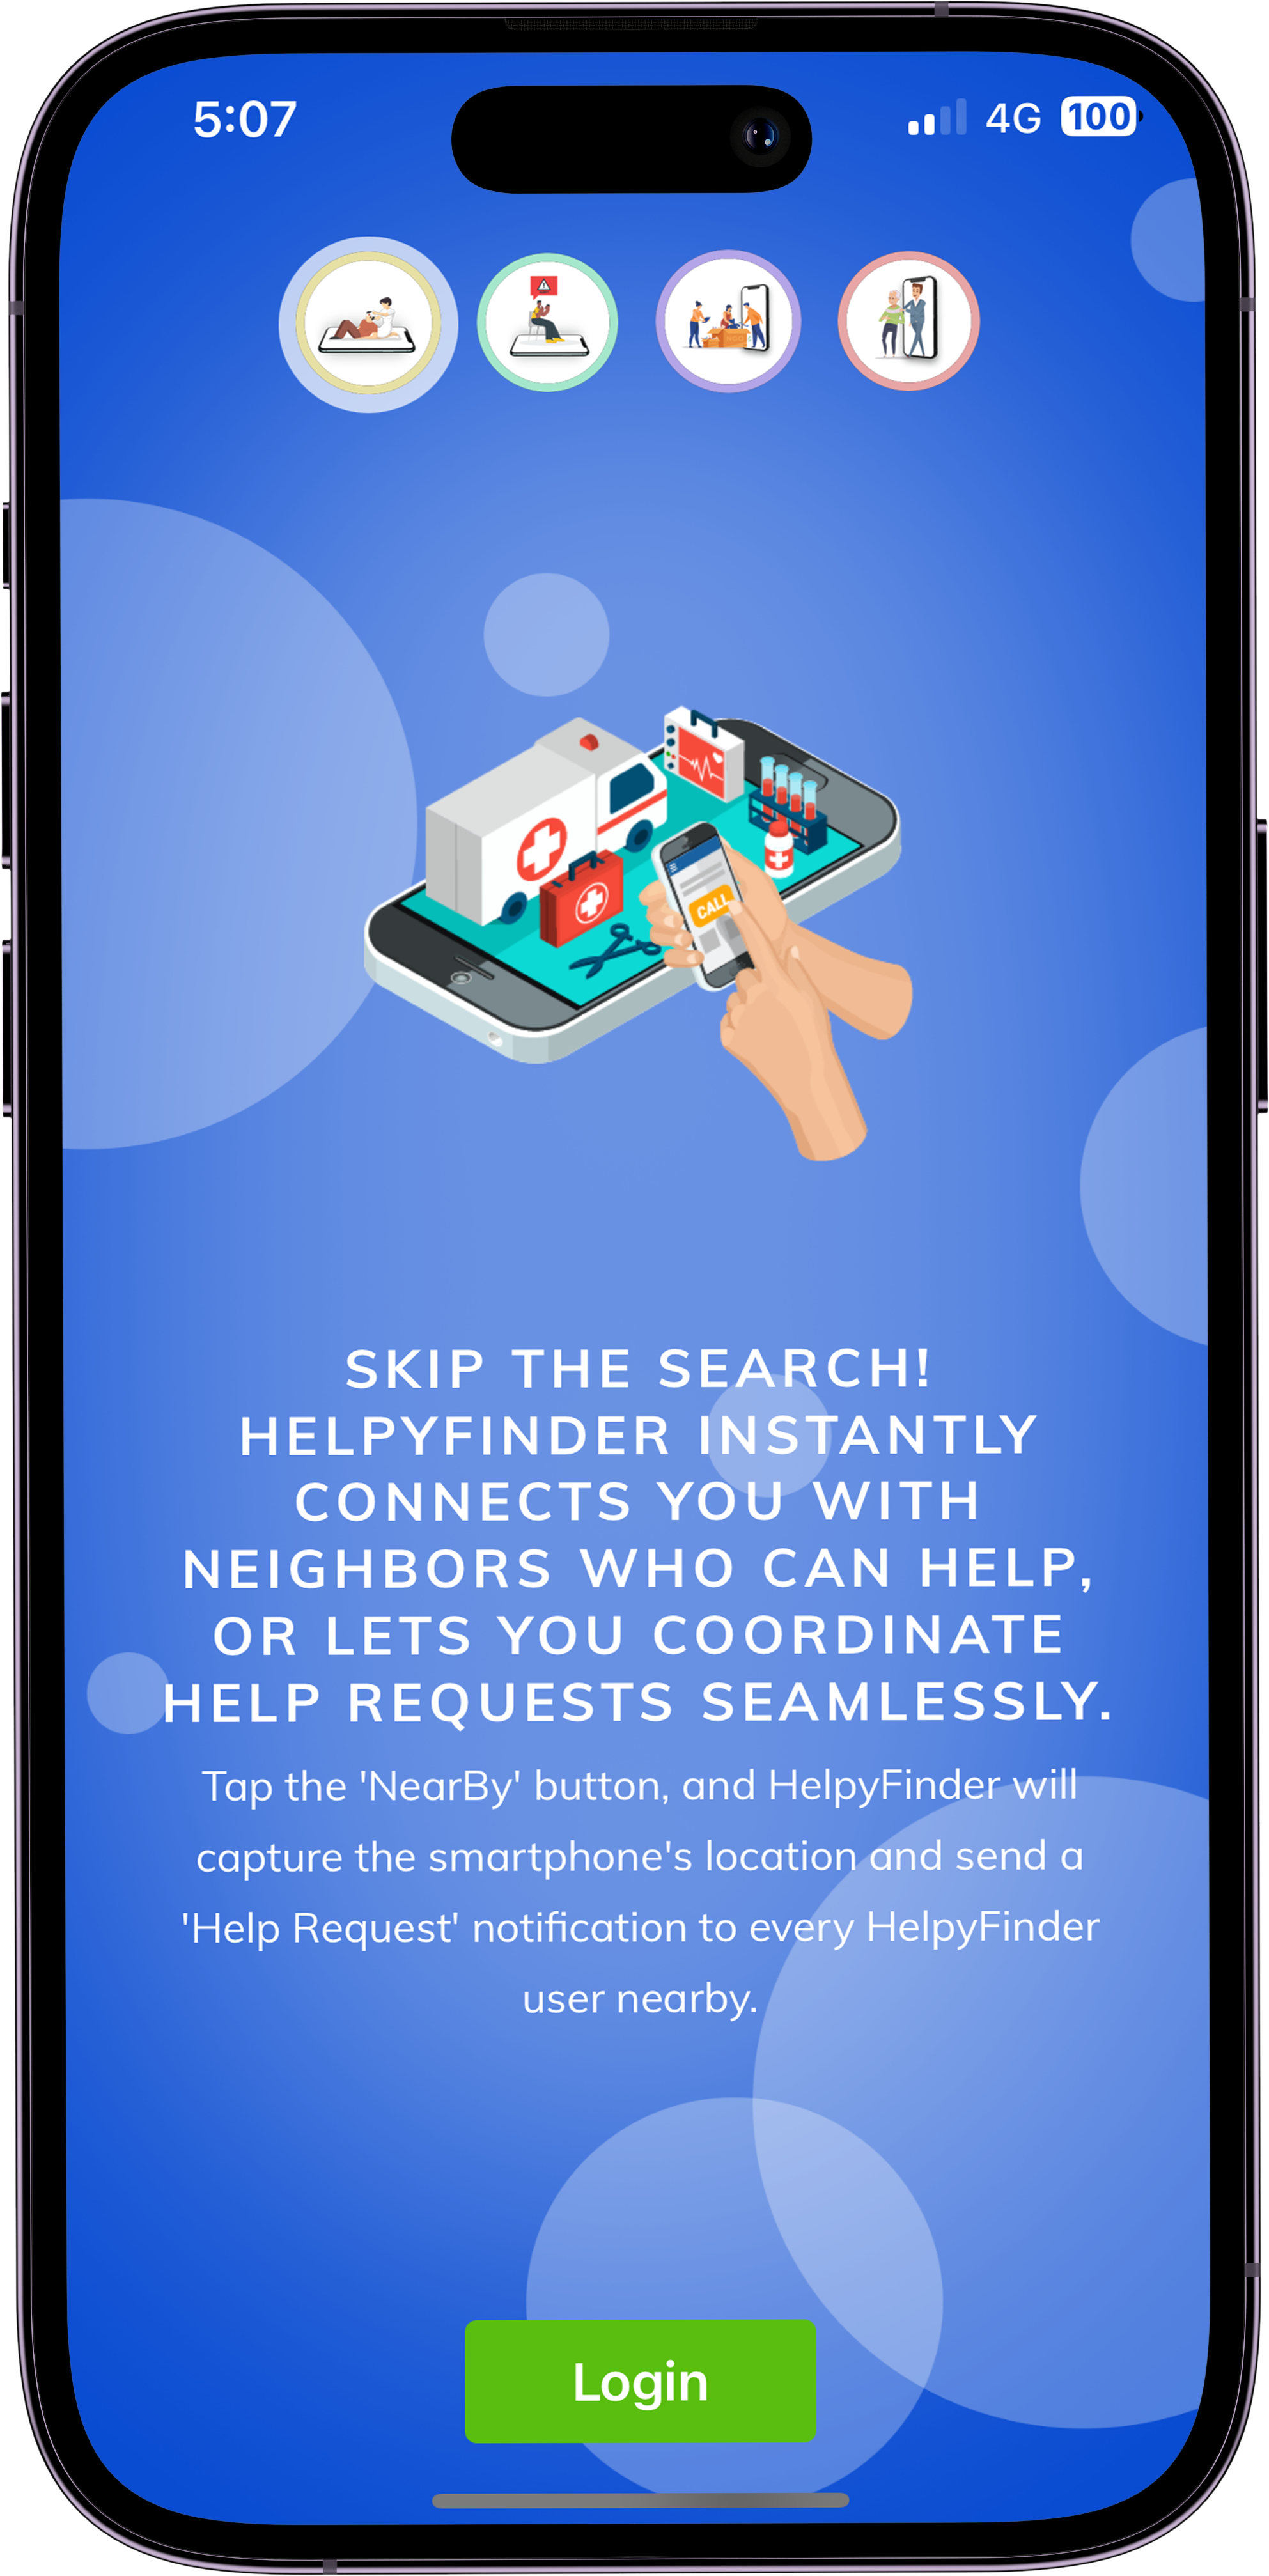 5:07
4G 100
CALL
SKIP THE SEARCH!
HELPYFINDER INSTANTLY
CONNECTS YOU WITH
NEIGHBORS WHO CAN HELP,
OR LETS YOU COORDINATE
HELP REQUESTS SEAMLESSLY.
Tap the 'NearBy' button, and HelpyFinder will
capture the smartphone's location and send a
'Help Request' notification to every HelpyFinder
user nearby.
Login